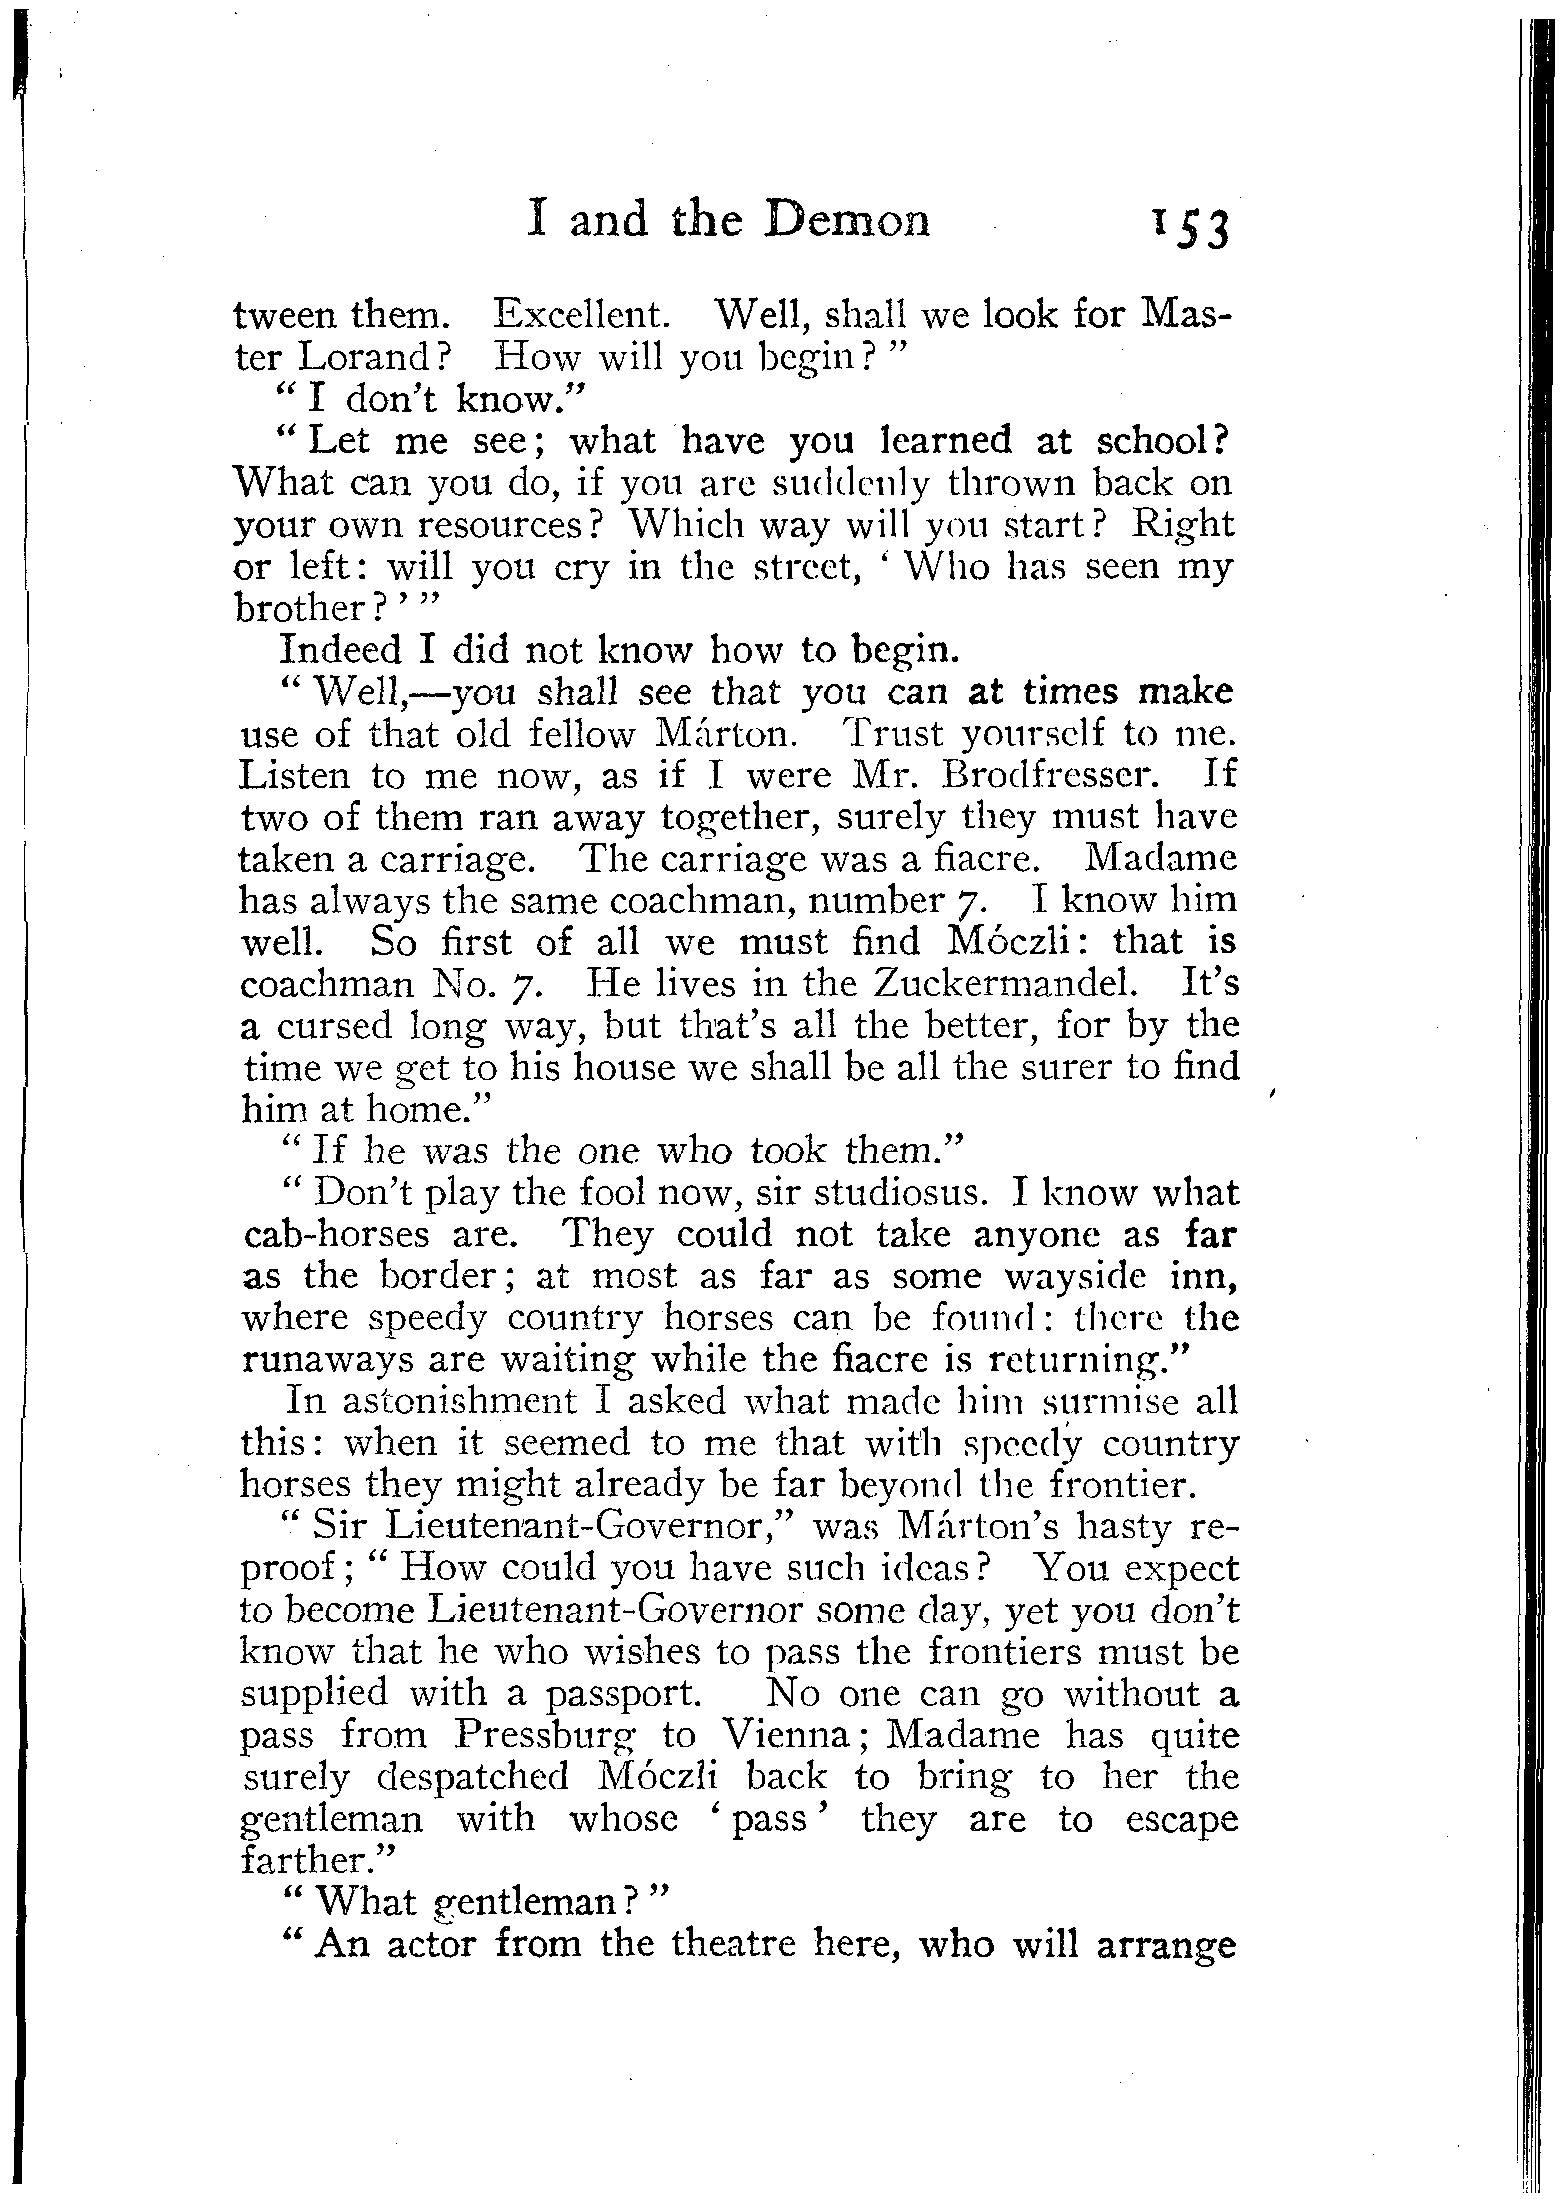 I and the Demon 153
tween them. Excellent. Well, shall we look for Mas-
ter Lorand? How will you begin?"
"I don't know."
"Let me see; what have you learned at school?
What can you do, if you are suddenly thrown back on
your own resources? Which way will you start? Right
or left: will you cry in the street, 'Who has seen my
brother?'"
Indeed I did not know how to begin.
"Well,—you shall see that you can at times make
use of that old fellow Márton. Trust yourself to me.
Listen to me now, as if I were Mr. Brodfresser. If
two of them ran away together, surely they must have
taken a carriage. The carriage was a fiacre. Madame
has always the same coachman, number 7. I know him
well. So first of all we must find Móczli: that is
coachman No. 7. He lives in the Zuckermandel. It's
a cursed long way, but that's all the better, for by the
time we get to his house we shall be all the surer to find
him at home."
"If he was the one who took them."
"Don't play the fool now, sir studiosus. I know what
cab-horses are. They could not take anyone as far
as the border; at most as far as some wayside inn,
where speedy country horses can be found: there the
runaways are waiting while the fiacre is returning."
In astonishment I asked what made him surmise all
this: when it seemed to me that with speedy country
horses they might already be far beyond the frontier.
"Sir Lieutenant-Governor," was Márton's hasty re-
proof; "How could you have such ideas? You expect
to become Lieutenant-Governor some day, yet you don't
know that he who wishes to pass the frontiers must be
supplied with a passport. No one can go without a
pass from Pressburg to Vienna; Madame has quite
surely despatched Móczli back to bring to her the
gentleman with whose 'pass' they are to escape
farther."
"What gentleman?"
"An actor from the theatre here, who will arrange